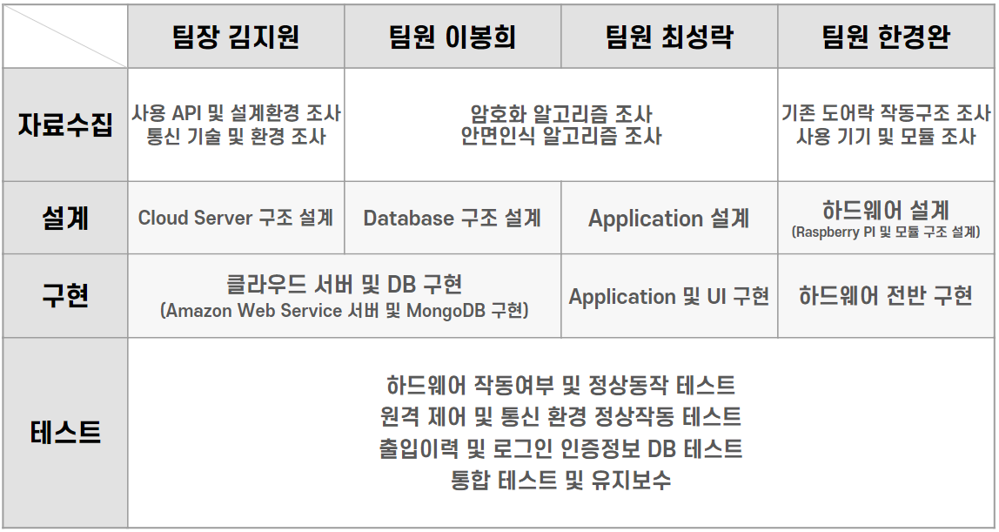 팀장 김지원
팀원 이봉희
팀원 최성락
팀원 한경완
자료수집
사용 API 및 설계환경 조사
통신 기술 및 환경 조사
암호화 알고리즘 조사
안면인식 알고리즘 조사
기존 도어락 작동구조 조사
사용 기기 및 모듈 조사
설계
Cloud Server 구조 설계
Database 구조 설계
Application 설계
하드웨어 설계
(Raspberry PI 및 모듈 구조 설계)
구현
클라우드 서버 및 DB 구현
(Amazon Web Service 서버 및 MongoDB 구현)
Application 및 UI 구현
하드웨어 전반 구현
테스트
하드웨어 작동여부 및 정상동작 테스트
원격 제어 및 통신 환경 정상작동 테스트
출입이력 및 로그인 인증정보 DB 테스트
통합 테스트 및 유지보수